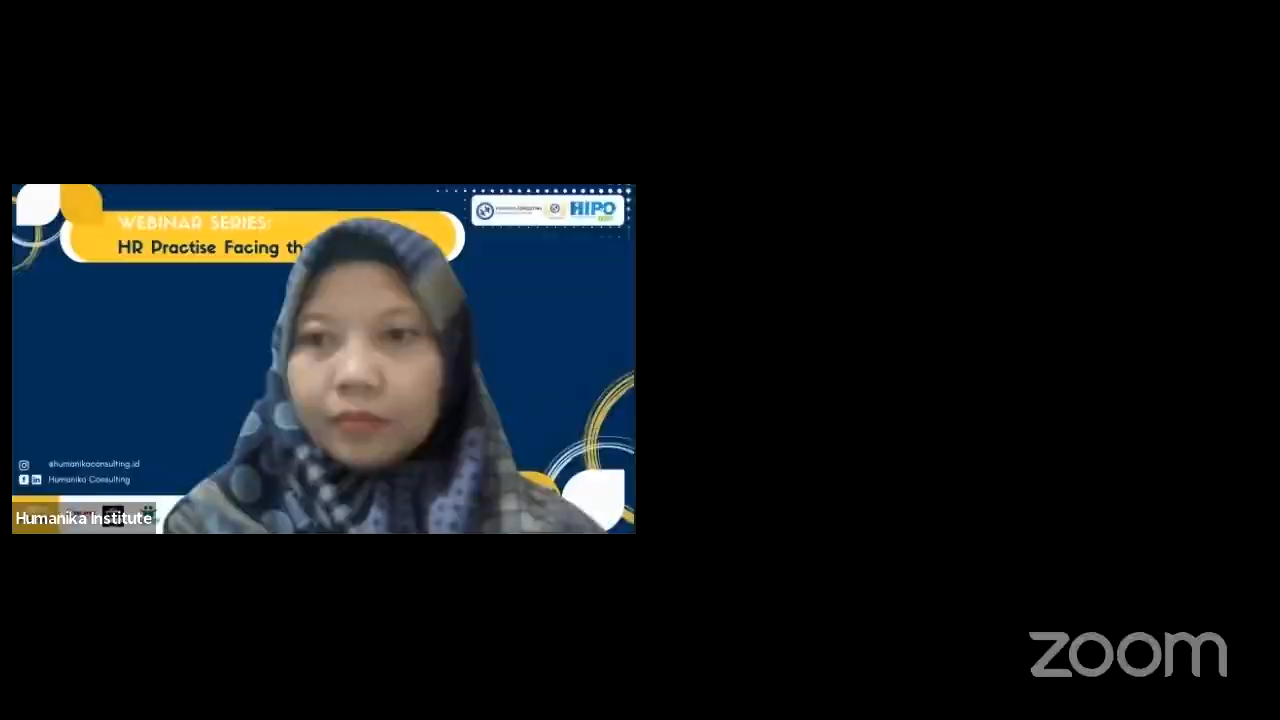 WEBINAR SERIES:
HR Practise Facing th
HIPO
@humanikaconsulting.id
Humanika Consulting
Humanika Institute
zoom